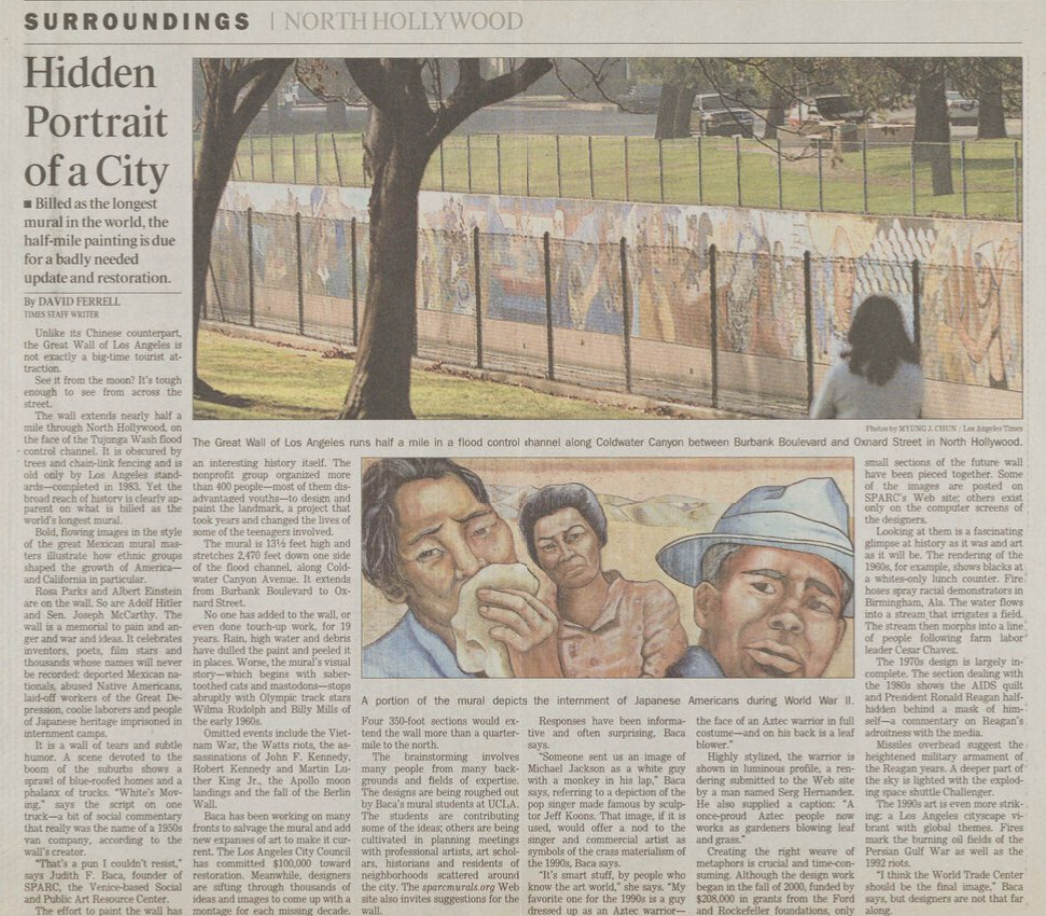 SURROUNDINGS | NORTH HOLLYWOOD
Hidden
Portrait
of a City
■ Billed as the longest
mural in the world, the
half-mile painting is due
for a badly needed
update and restoration.
By DAVID FERRELL
TIMES STAFF WRITER
Unlike its Chinese counterpart,
the Great Wall of Los Angeles is
not exactly a big-time tourist at-
traction.
See it from the moon? It's tough
enough to see from across the
street.
The wall extends nearly half a
mile through North Hollywood, on
the face of the Tujunga Wash flood
control channel. It is obscured by
trees and chain-link fencing and is
old only by Los Angeles stand-
ards—completed in 1983. Yet the
broad reach of history is clearly ap-
parent on what is billed as the
world's longest mural.
Bold, flowing images in the style
of the great Mexican mural mas-
ters illustrate how ethnic groups
shaped the growth of America—
and California in particular.
Rosa Parks and Albert Einstein
are on the wall. So are Adolf Hitler
and Sen. Joseph McCarthy. The
wall is a memorial to pain and an-
ger and war and ideas. It celebrates
inventors, poets, film stars and
thousands whose names will never
be recorded: deported Mexican na-
tionals, abused Native Americans,
laid-off workers of the Great De-
pression, coolie laborers and people
of Japanese heritage imprisoned in
internment camps.
It is a wall of tears and subtle
humor. A scene devoted to the
boom of the suburbs shows a
sprawl of blue-roofed homes and a
phalanx of trucks. "White's Mov-
ing," says the script on one
truck—a bit of social commentary
that really was the name of a 1950s
van company, according to the
wall's creator.
"That's a pun I couldn't resist,"
says Judith F. Baca, founder of
SPARC, the Venice-based Social
and Public Art Resource Center.
The effort to paint the wall has
Photos by MYUNG J. CHUN / Los Angeles Times
The Great Wall of Los Angeles runs half a mile in a flood control channel along Coldwater Canyon between Burbank Boulevard and Oxnard Street in North Hollywood.
an interesting history itself. The
nonprofit group organized more
than 400 people—most of them dis-
advantaged youths—to design and
paint the landmark, a project that
took years and changed the lives of
some of the teenagers involved.
The mural is 13½ feet high and
stretches 2,470 feet down one side
of the flood channel, along Cold-
water Canyon Avenue. It extends
from Burbank Boulevard to Ox-
nard Street.
No one has added to the wall, or
even done touch-up work, for 19
years. Rain, high water and debris
have dulled the paint and peeled it
in places. Worse, the mural's visual
story—which begins with saber-
toothed cats and mastodons—stops
abruptly with Olympic track stars
Wilma Rudolph and Billy Mills of
the early 1960s.
Omitted events include the Viet-
nam War, the Watts riots, the as-
sassinations of John F. Kennedy,
Robert Kennedy and Martin Lu-
ther King Jr., the Apollo moon
landings and the fall of the Berlin
Wall.
Baca has been working on many
fronts to salvage the mural and add
new expanses of art to make it cur-
rent. The Los Angeles City Council
has committed $100,000 toward
restoration. Meanwhile, designers
are sifting through thousands of
ideas and images to come up with a
montage for each missing decade.
A portion of the mural depicts the internment of Japanese Americans during World War II.
Four 350-foot sections would ex-
tend the wall more than a quarter-
mile to the north.
The brainstorming involves
many people from many back-
grounds and fields of expertise.
The designs are being roughed out
by Baca's mural students at UCLA.
The students are contributing
some of the ideas; others are being
cultivated in planning meetings
with professional artists, art schol-
ars, historians and residents of
neighborhoods scattered around
the city. The sparcmurals.org Web
site also invites suggestions for the
wall.
Responses have been informa-
tive and often surprising, Baca
says.
"Someone sent us an image of
Michael Jackson as a white guy
with a monkey in his lap," Baca
says, referring to a depiction of the
pop singer made famous by sculp-
tor Jeff Koons. That image, if it is
used, would offer a nod to the
singer and commercial artist as
symbols of the crass materialism of
the 1990s, Baca says.
"It's smart stuff, by people who
know the art world," she says. "My
favorite one for the 1990s is a guy
dressed up as an Aztec warrior—
the face of an Aztec warrior in full
costume—and on his back is a leaf
blower."
Highly stylized, the warrior is
shown in luminous profile, a ren-
dering submitted to the Web site
by a man named Serg Hernandez.
He also supplied a caption: "A
once-proud Aztec people now
works as gardeners blowing leaf
and grass."
Creating the right weave of
metaphors is crucial and time-con-
suming. Although the design work
began in the fall of 2000, funded by
$208,000 in grants from the Ford
and Rockefeller foundations, only
small sections of the future wall
have been pieced together. Some
of the images are posted on
SPARC's Web site; others exist
only on the computer screens of
the designers.
Looking at them is a fascinating
glimpse at history as it was and art
as it will be. The rendering of the
1960s, for example, shows blacks at
a whites-only lunch counter. Fire
hoses spray racial demonstrators in
Birmingham, Ala. The water flows
into a stream that irrigates a field.
The stream then morphs into a line
of people following farm labor
leader Cesar Chavez.
The 1970s design is largely in-
complete. The section dealing with
the 1980s shows the AIDS quilt
and President Ronald Reagan half-
hidden behind a mask of him-
self—a commentary on Reagan's
adroitness with the media.
Missiles overhead suggest the
heightened military armament of
the Reagan years. A deeper part of
the sky is lighted with the explod-
ing space shuttle Challenger.
The 1990s art is even more strik-
ing: a Los Angeles cityscape vi-
brant with global themes. Fires
mark the burning oil fields of the
Persian Gulf War as well as the
1992 riots.
"I think the World Trade Center
should be the final image," Baca
says, but designers are not that far
along.